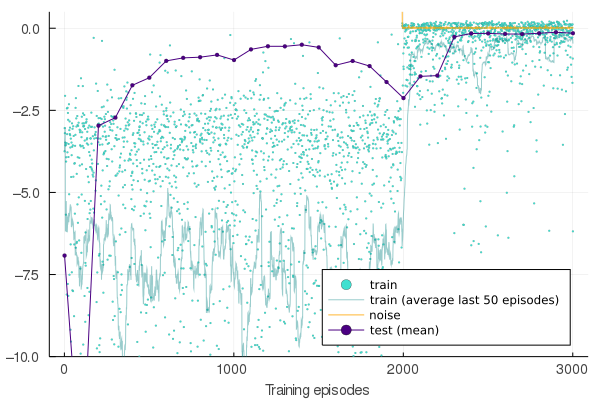 0.0
−2.5
−5.0
−7.5
−10.0
train
train (average last 50 episodes)
noise
test (mean)
0
1000
2000
3000
Training episodes